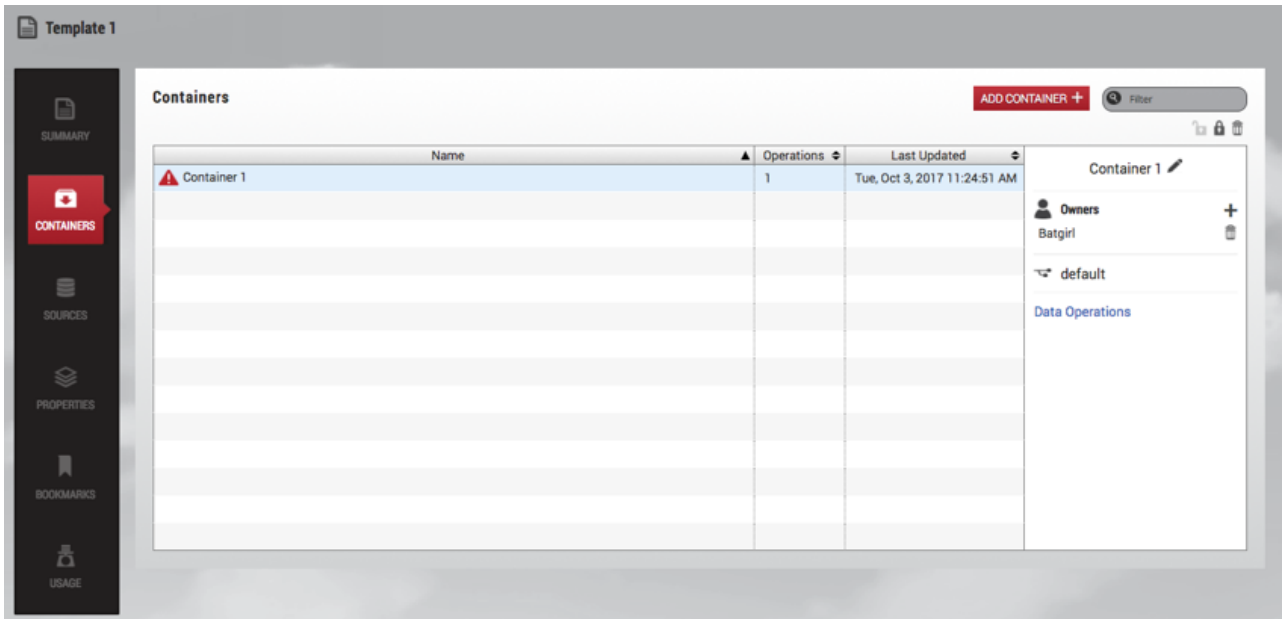 Template 1
SUMMARY
CONTAINERS
SOURCES
PROPERTIES
BOOKMARKS
USAGE
Containers
ADD CONTAINER +
Filter
Name Operations Last Updated
Container 1 1 Tue, Oct 3, 2017 11:24:51 AM
Container 1
Owners
Batgirl
default
Data Operations